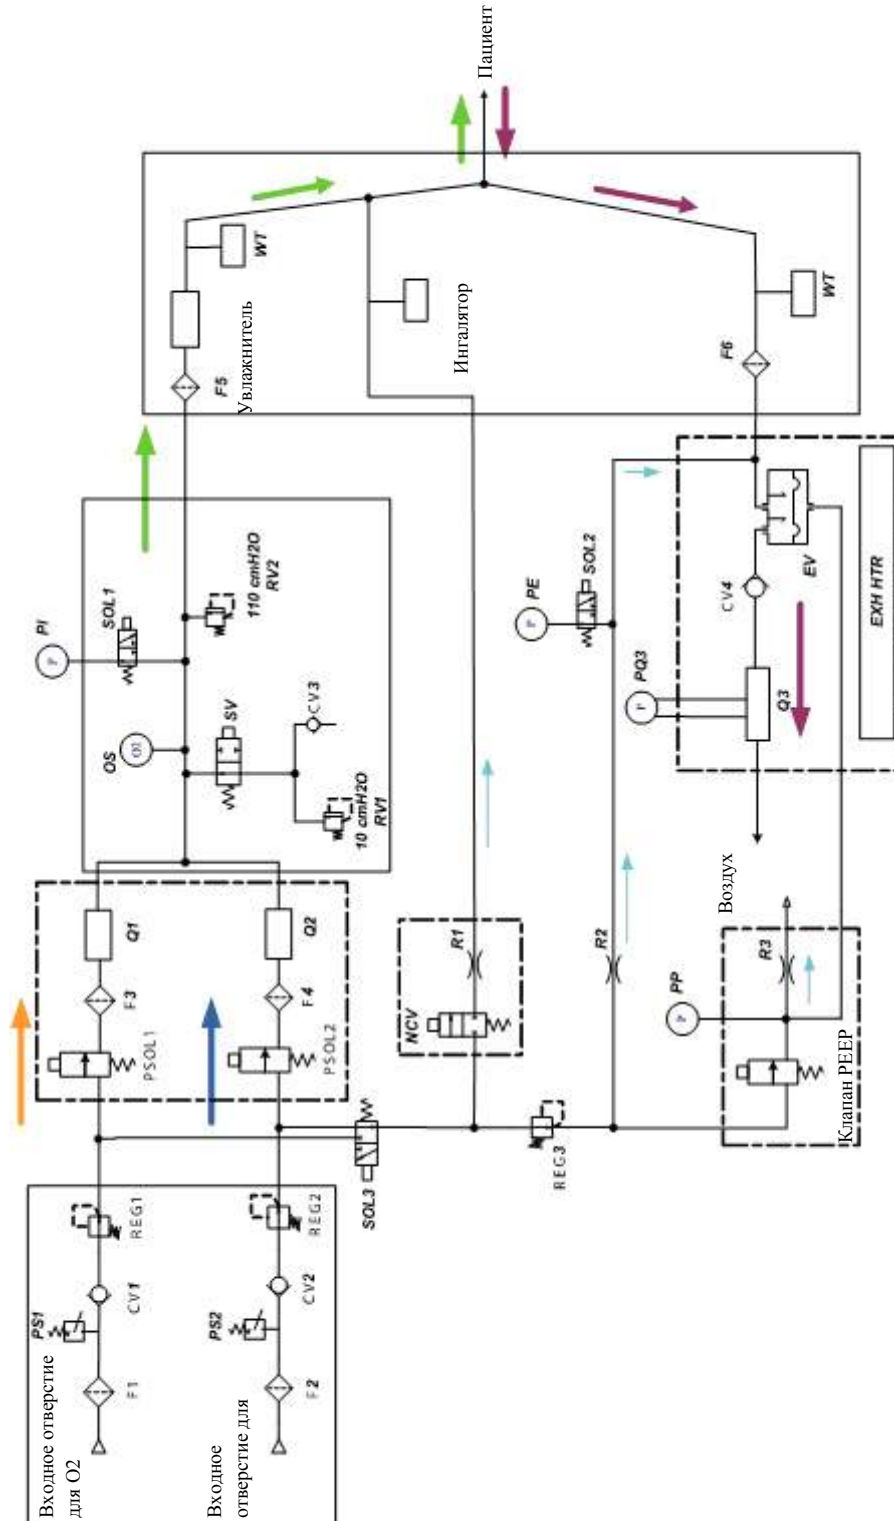 Пациент
WT
Увлажнитель
F5
Ингалятор
WT
F6
PI
SOL1
110 cmH2O
RV2
OS
O2
SV
CV3
10 cmH2O
RV1
PE
SOL2
PQ3
CV4
EV
EXH HTR
Q3
Q1
F3
PSOL1
Q2
F4
PSOL2
NCV
R1
R2
Воздух
PP
R3
Клапан PEEP
SOL3
REG3
REG1
CV1
PS1
F1
REG2
CV2
PS2
F2
Входное отверстие
для O2
Входное
отверстие для